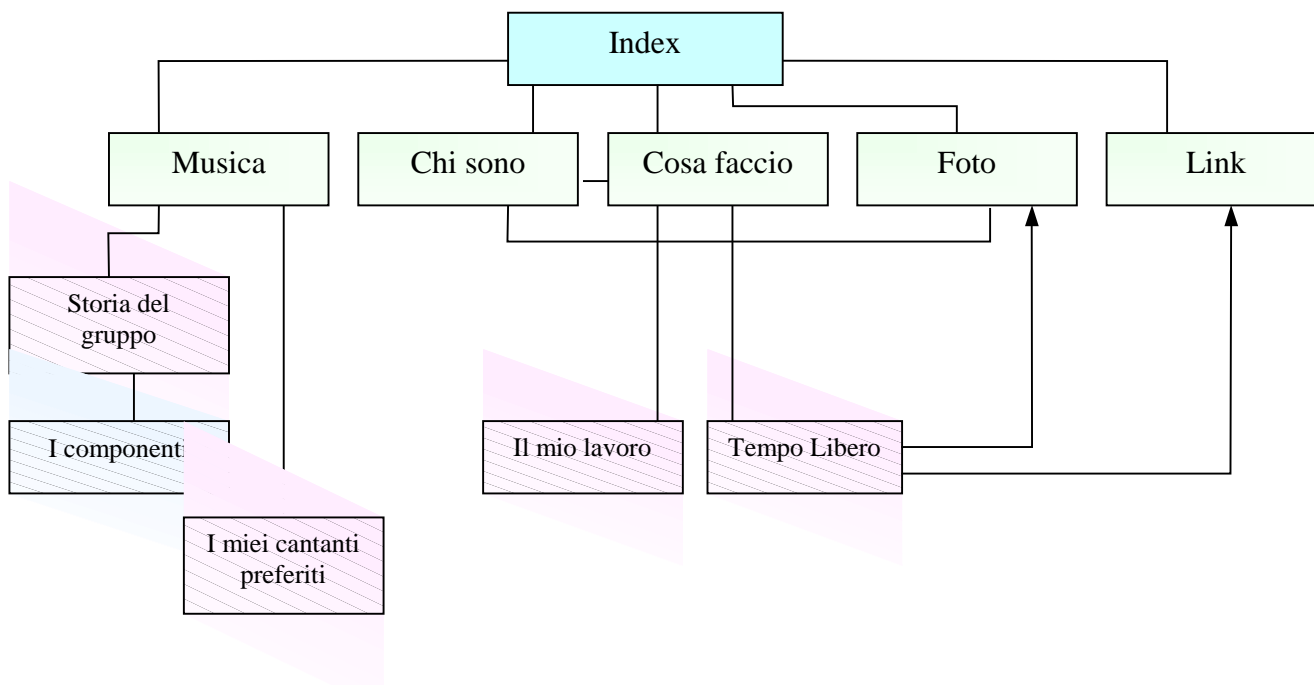 Index
Musica
Chi sono
Cosa faccio
Foto
Link
Storia del
gruppo
I componenti
Il mio lavoro
Tempo Libero
I miei cantanti
preferiti